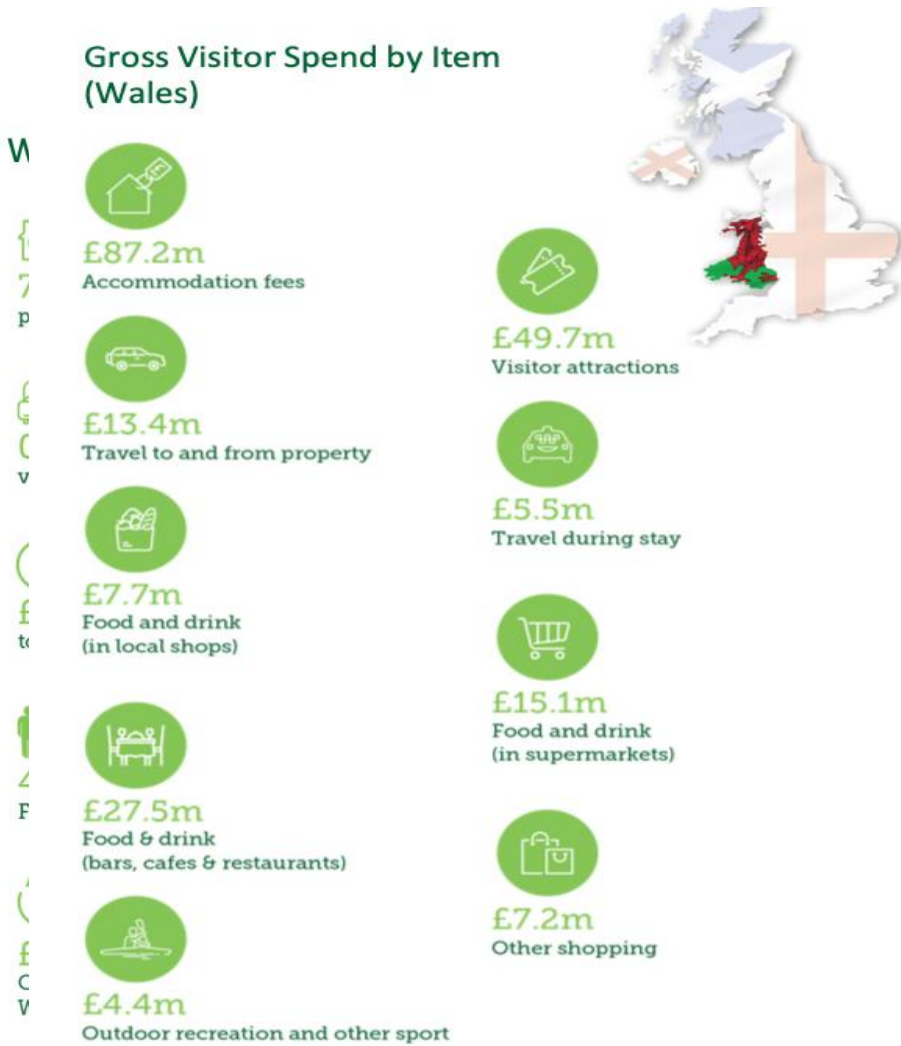 Gross Visitor Spend by Item
(Wales)
£87.2m
Accommodation fees
£13.4m
Travel to and from property
£7.7m
Food and drink
(in local shops)
£27.5m
Food & drink
(bars, cafes & restaurants)
£4.4m
Outdoor recreation and other sport
£49.7m
Visitor attractions
£5.5m
Travel during stay
£15.1m
Food and drink
(in supermarkets)
£7.2m
Other shopping